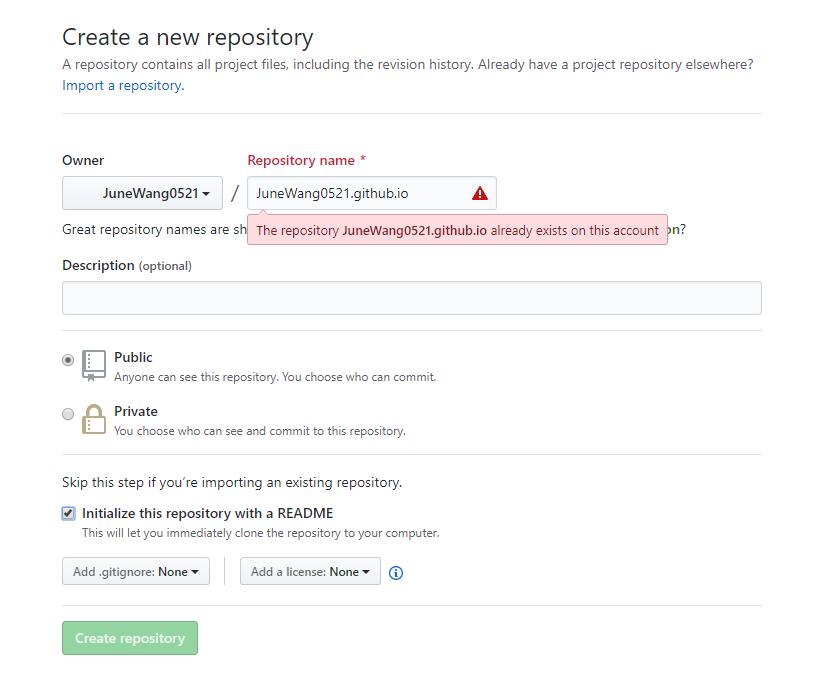 Create a new repository
A repository contains all project files, including the revision history. Already have a project repository elsewhere?
Import a repository.
Owner
Repository name *
JuneWang0521 / JuneWang0521.github.io
Great repository names are sh
The repository JuneWang0521.github.io already exists on this account
on?
Description (optional)
Public
Anyone can see this repository. You choose who can commit.
Private
You choose who can see and commit to this repository.
Skip this step if you’re importing an existing repository.
Initialize this repository with a README
This will let you immediately clone the repository to your computer.
Add .gitignore: None
Add a license: None
Create repository